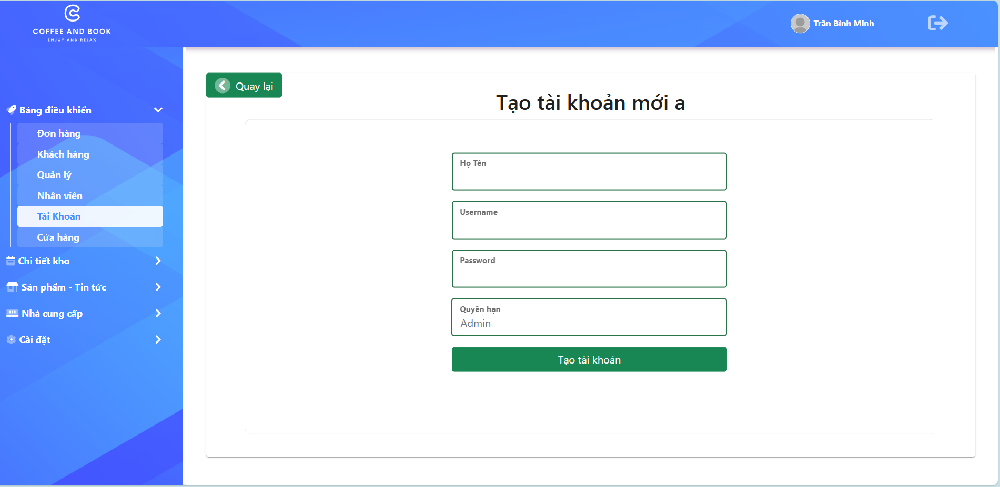 COFFEE AND BOOK
ENJOY AND RELAX
Trần Bình Minh
Bảng điều khiển
Đơn hàng
Khách hàng
Quản lý
Nhân viên
Tài Khoản
Cửa hàng
Chi tiết kho
Sản phẩm - Tin tức
Nhà cung cấp
Cài đặt
Quay lại
Tạo tài khoản mới a
Họ Tên
Username
Password
Quyền hạn
Admin
Tạo tài khoản